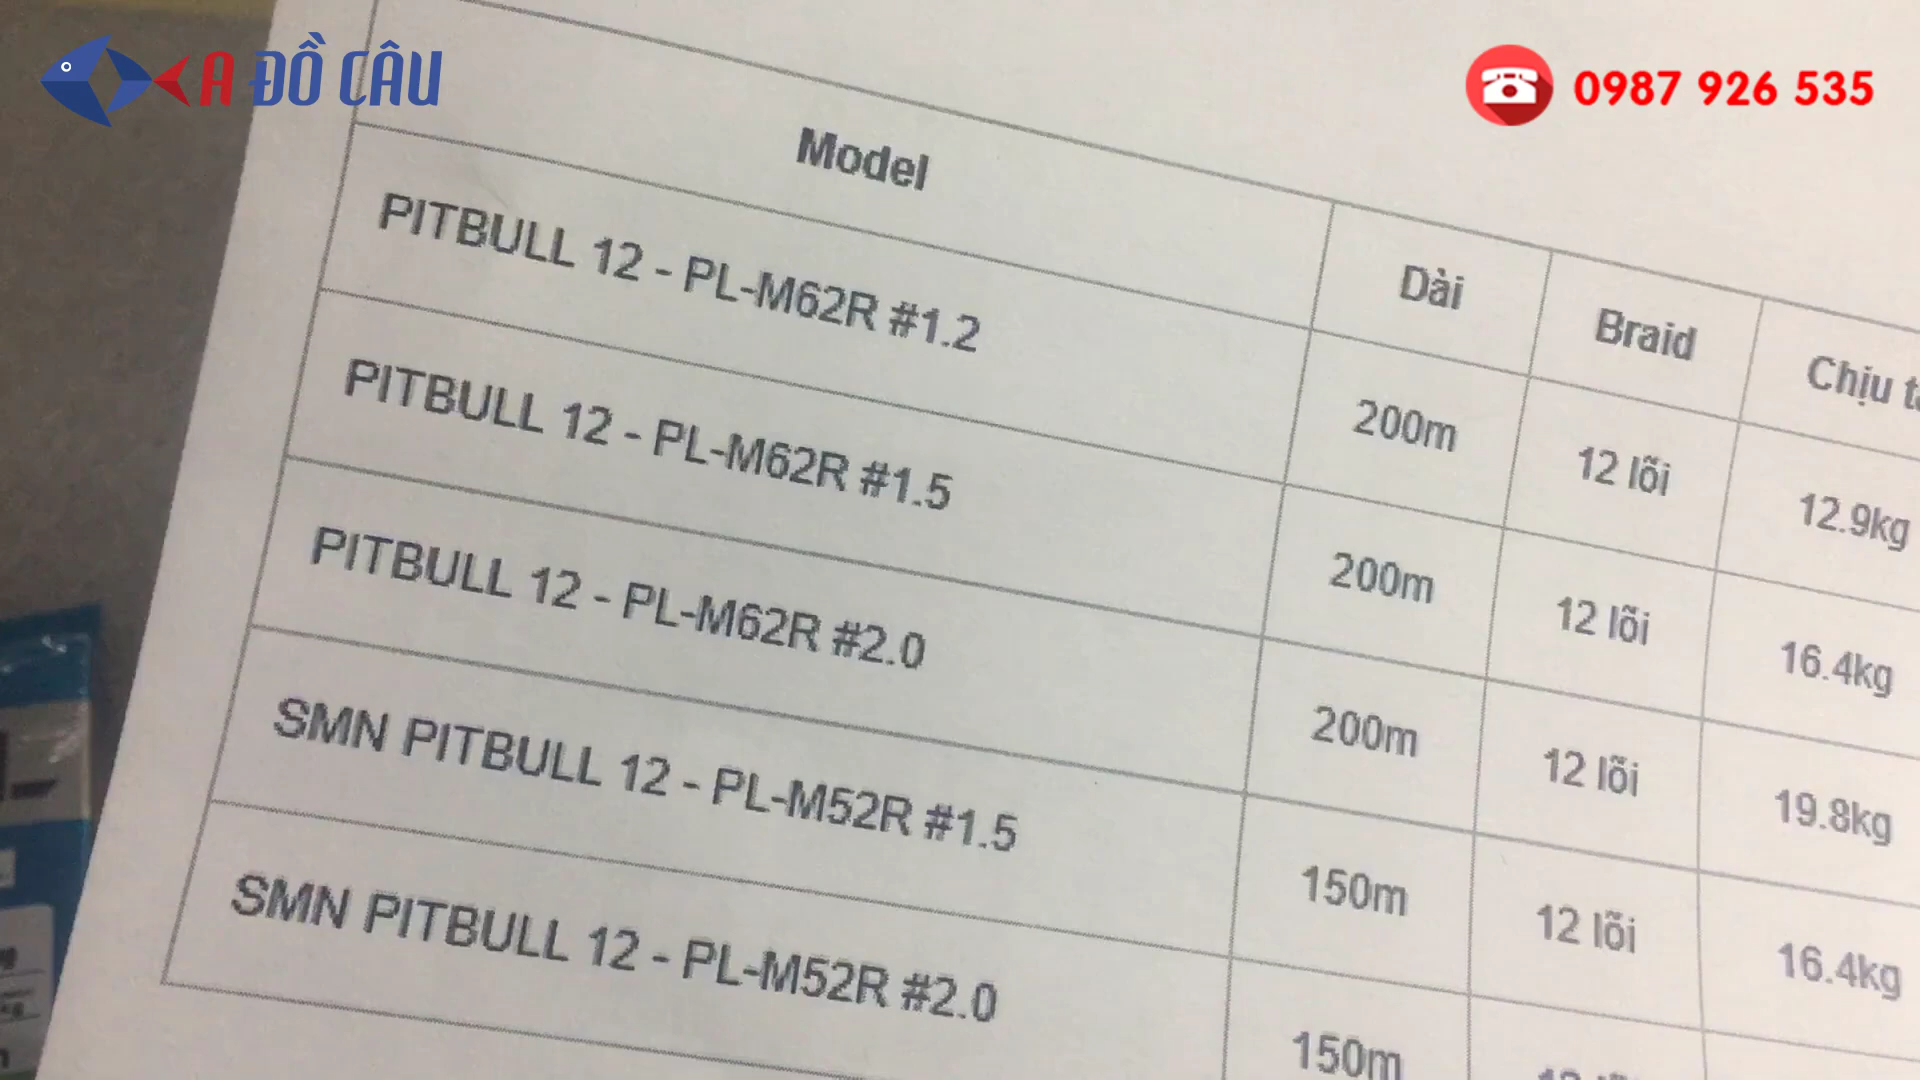 A ĐỒ CÂU
0987 926 535
Model Dài Braid Chịu
PITBULL 12 - PL-M62R #1.2 200m 12 lõi 12.9kg
PITBULL 12 - PL-M62R #1.5 200m 12 lõi 16.4kg
PITBULL 12 - PL-M62R #2.0 200m 12 lõi 19.8kg
SMN PITBULL 12 - PL-M52R #1.5 150m 12 lõi 16.4kg
SMN PITBULL 12 - PL-M52R #2.0 150m